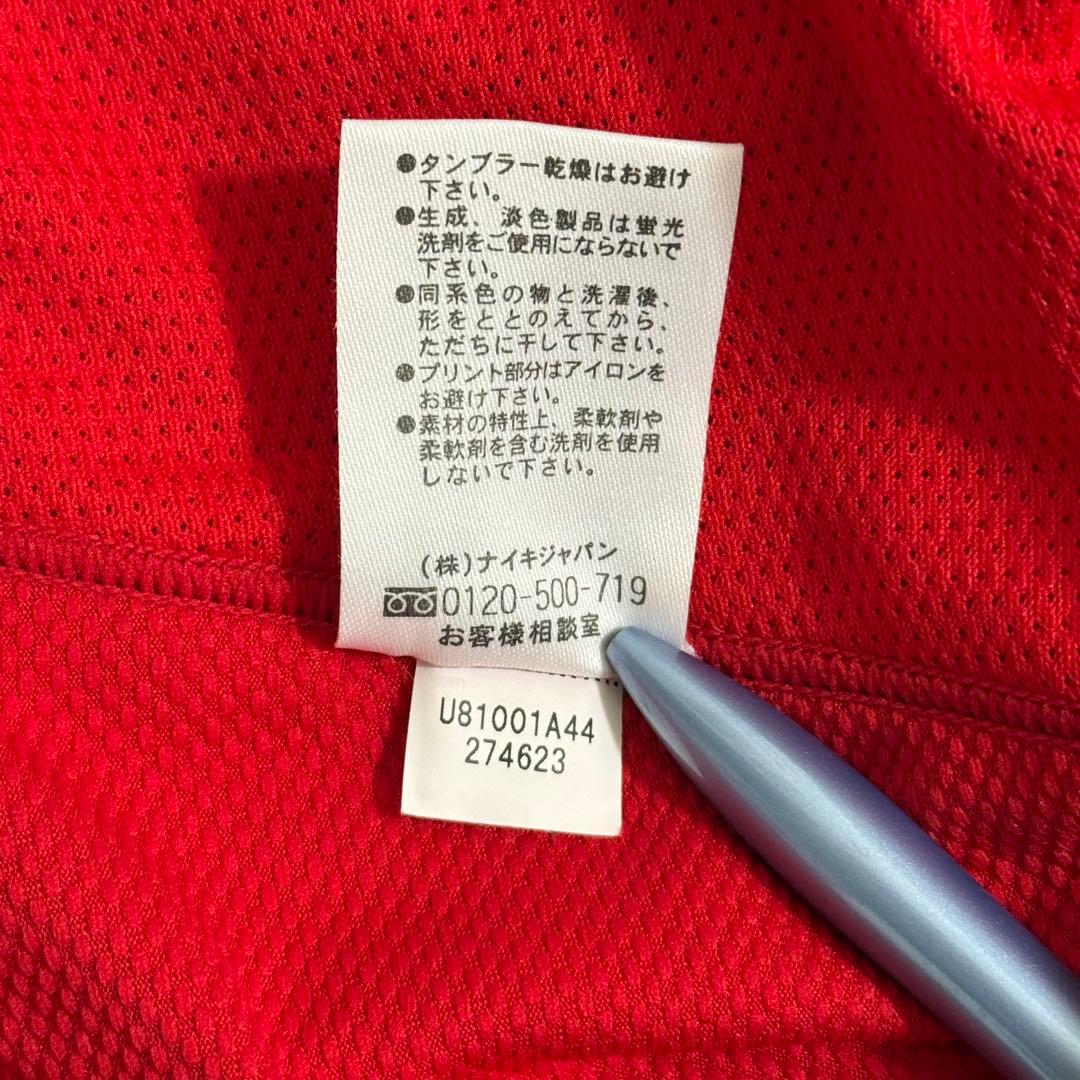 ●タンブラー乾燥はお避け
下さい。
●生成、淡色製品は蛍光
洗剤をご使用にならないで
下さい。
●同系色の物と洗濯後、
形をととのえてから、
ただちに干して下さい。
●プリント部分はアイロンを
お避け下さい。
●素材の特性上、柔軟剤や
柔軟剤を含む洗剤を使用
しないで下さい。
(株)ナイキジャパン
0120-500-719
お客様相談室
U81001A44
274623